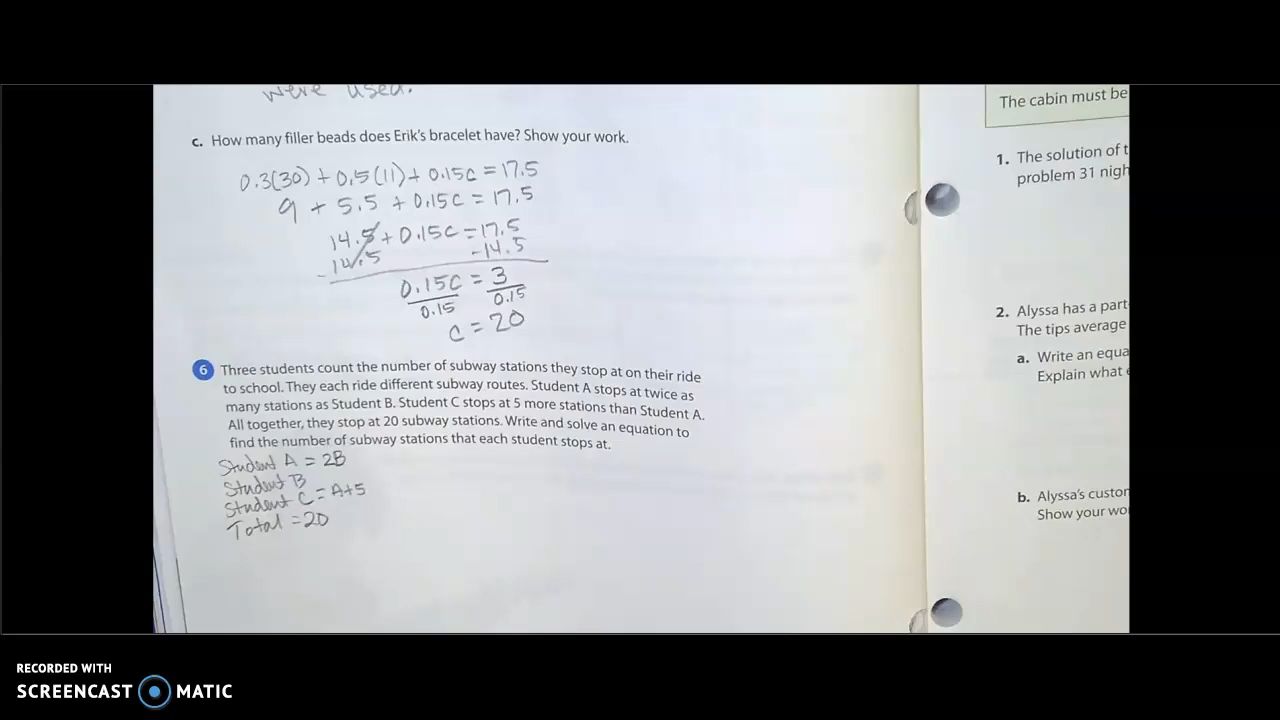 were used.
c. How many filler beads does Erik's bracelet have? Show your work.
0.3(30) + 0.5(11) + 0.15C = 17.5
9 + 5.5 + 0.15C = 17.5
14.5 + 0.15C = 17.5
-14.5 -14.5
0.15C = 3
0.15 0.15
C = 20
6 Three students count the number of subway stations they stop at on their ride
to school. They each ride different subway routes. Student A stops at twice as
many stations as Student B. Student C stops at 5 more stations than Student A.
All together, they stop at 20 subway stations. Write and solve an equation to
find the number of subway stations that each student stops at.
Student A = 2B
Student B
Student C = A+5
Total = 20
The cabin must be
1. The solution of t
problem 31 nigh
2. Alyssa has a part
The tips average
a. Write an equa
Explain what
b. Alyssa's custon
Show your wo
RECORDED WITH
SCREENCAST MATIC